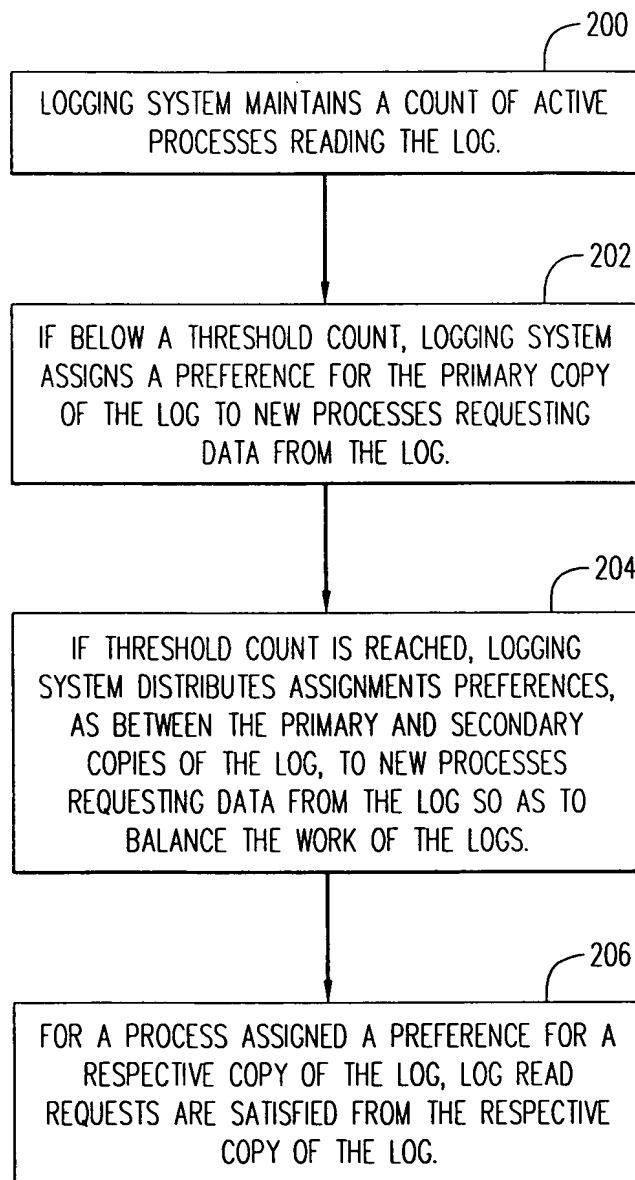 200
LOGGING SYSTEM MAINTAINS A COUNT OF ACTIVE
PROCESSES READING THE LOG.
202
IF BELOW A THRESHOLD COUNT, LOGGING SYSTEM
ASSIGNS A PREFERENCE FOR THE PRIMARY COPY
OF THE LOG TO NEW PROCESSES REQUESTING
DATA FROM THE LOG.
204
IF THRESHOLD COUNT IS REACHED, LOGGING
SYSTEM DISTRIBUTES ASSIGNMENTS PREFERENCES,
AS BETWEEN THE PRIMARY AND SECONDARY
COPIES OF THE LOG, TO NEW PROCESSES
REQUESTING DATA FROM THE LOG SO AS TO
BALANCE THE WORK OF THE LOGS.
206
FOR A PROCESS ASSIGNED A PREFERENCE FOR A
RESPECTIVE COPY OF THE LOG, LOG READ
REQUESTS ARE SATISFIED FROM THE RESPECTIVE
COPY OF THE LOG.